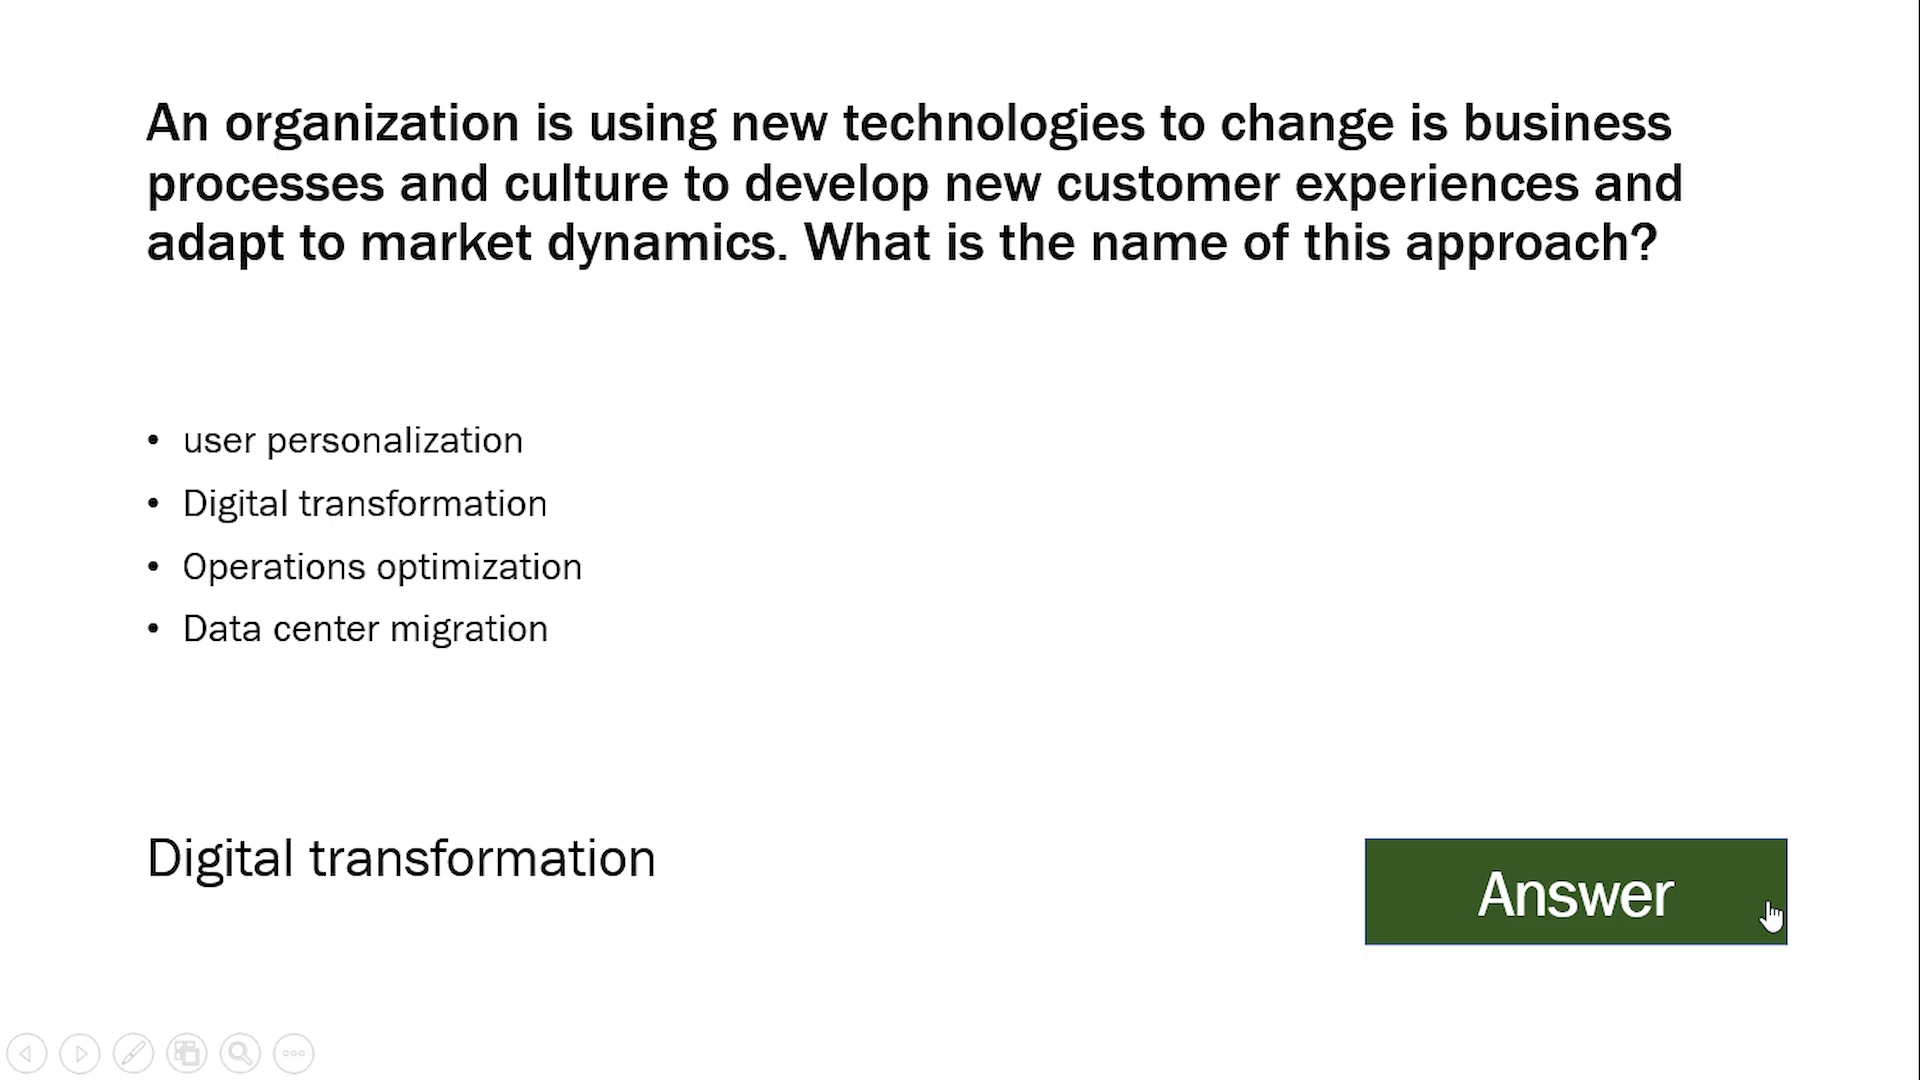 An organization is using new technologies to change is business
processes and culture to develop new customer experiences and
adapt to market dynamics. What is the name of this approach?
• user personalization
• Digital transformation
• Operations optimization
• Data center migration
Digital transformation
Answer